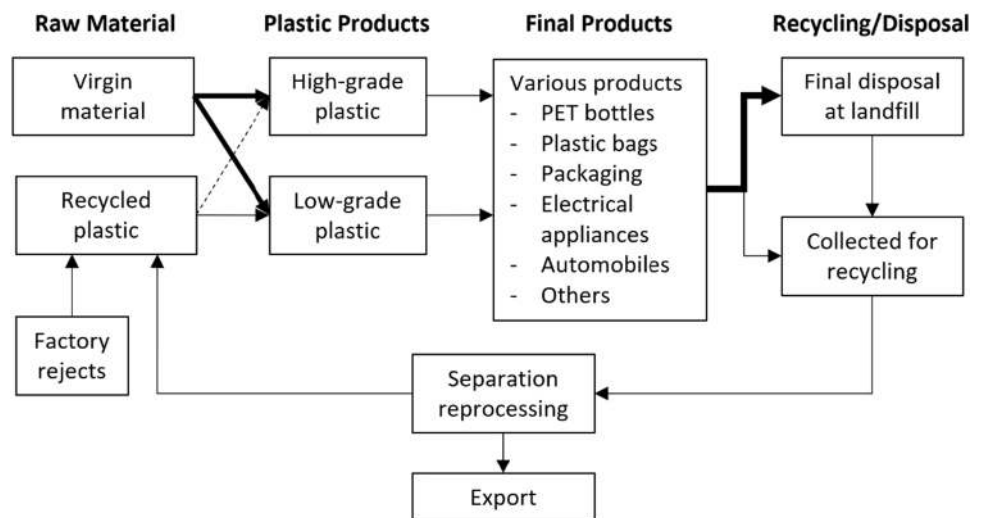 Raw Material
Plastic Products
Final Products
Recycling/Disposal
Virgin
material
High-grade
plastic
Various products
- PET bottles
- Plastic bags
- Packaging
- Electrical
appliances
- Automobiles
- Others
Final disposal
at landfill
Recycled
plastic
Low-grade
plastic
Collected for
recycling
Factory
rejects
Separation
reprocessing
Export